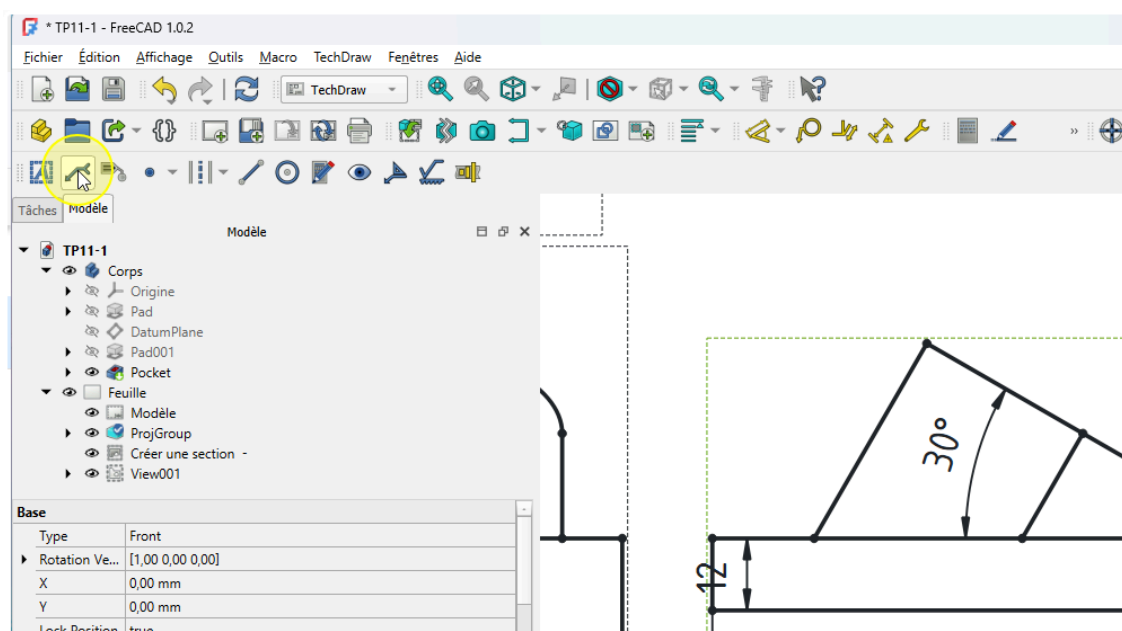 * TP11-1 - FreeCAD 1.0.2
Fichier Édition Affichage Outils Macro TechDraw Fenêtres Aide
TechDraw
»
Tâches Modèle
Modèle
TP11-1
Corps
Origine
Pad
DatumPlane
Pad001
Pocket
Feuille
Modèle
ProjGroup
Créer une section -
View001
Base
Type Front
Rotation Ve... [1,00 0,00 0,00]
X 0,00 mm
Y 0,00 mm
Lock Position true
30°
12